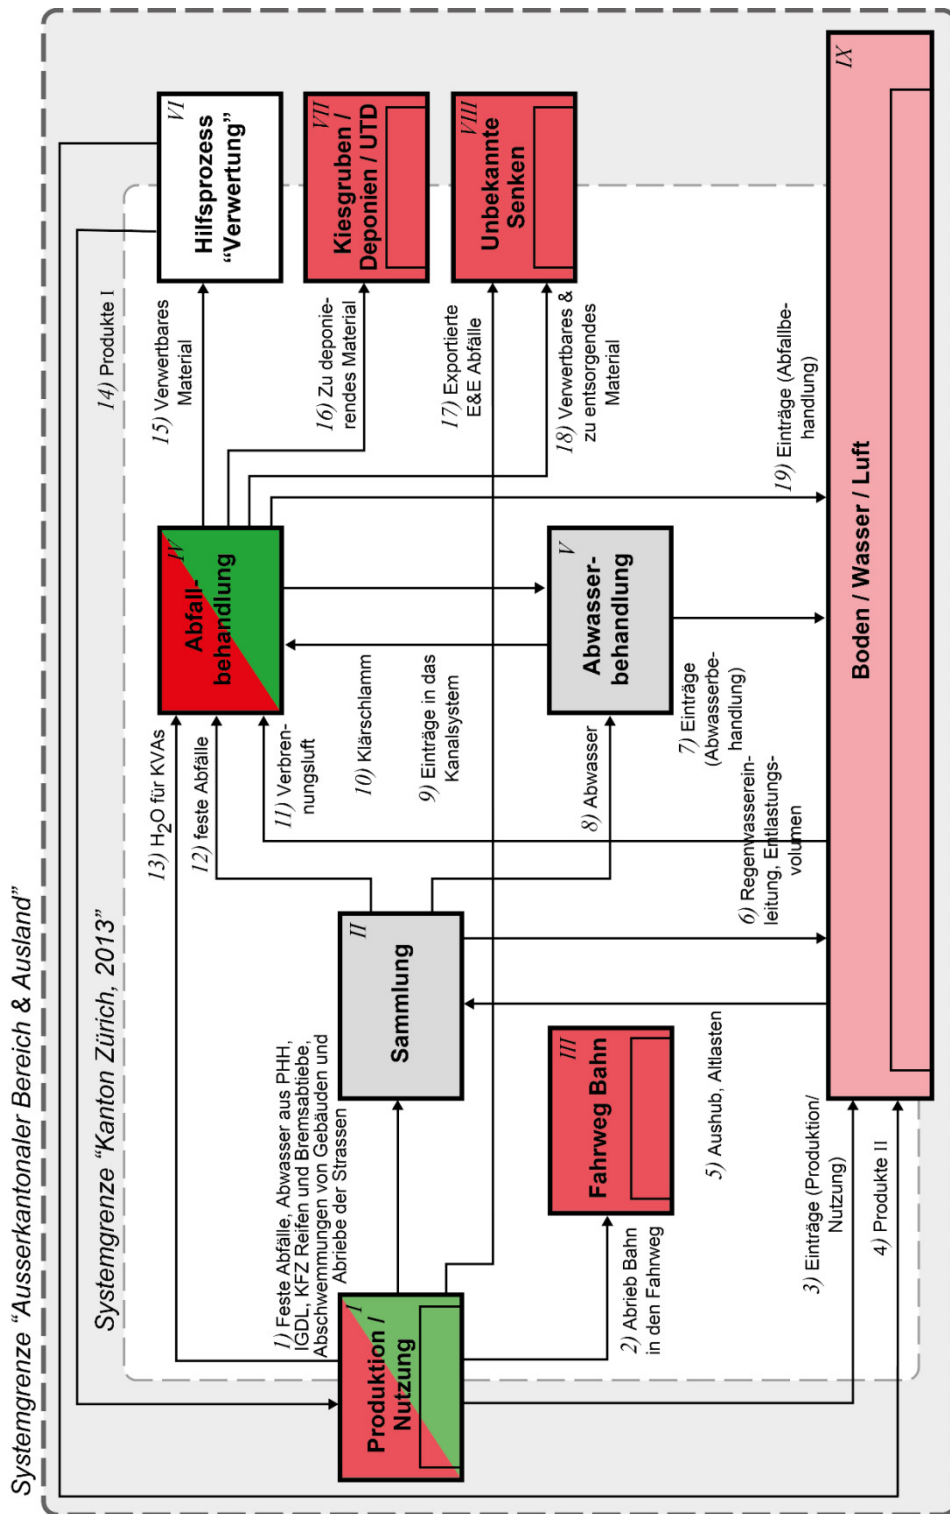 Systemgrenze “Ausserkantonaler Bereich & Ausland”
Systemgrenze “Kanton Zürich, 2013”
14) Produkte I
VI
Hilfsprozess
“Verwertung”
15) Verwertbares
Material
VII
Kiesgruben /
Deponien / UTD
16) Zu deponie-
rendes Material
VIII
Unbekannte
Senken
17) Exportierte
E&E Abfälle
18) Verwertbares &
zu entsorgendes
Material
19) Einträge (Abfallbe-
handlung)
IV
Abfall-
behandlung
13) H2O für KVAs
12) feste Abfälle
11) Verbren-
nungsluft
10) Klärschlamm
9) Einträge in das
Kanalsystem
V
Abwasser-
behandlung
8) Abwasser
7) Einträge
(Abwasserbe-
handlung)
6) Regenwasserein-
leitung, Entlastungs-
volumen
II
Sammlung
1) Feste Abfälle, Abwasser aus PHH,
IGDL, KFZ Reifen und Bremsabtiebe,
Abschwemmungen von Gebäuden und
Abriebe der Strassen
I
Produktion /
Nutzung
2) Abrieb Bahn
in den Fahrweg
III
Fahrweg Bahn
5) Aushub, Altlasten
3) Einträge (Produktion/
Nutzung)
4) Produkte II
IX
Boden / Wasser / Luft